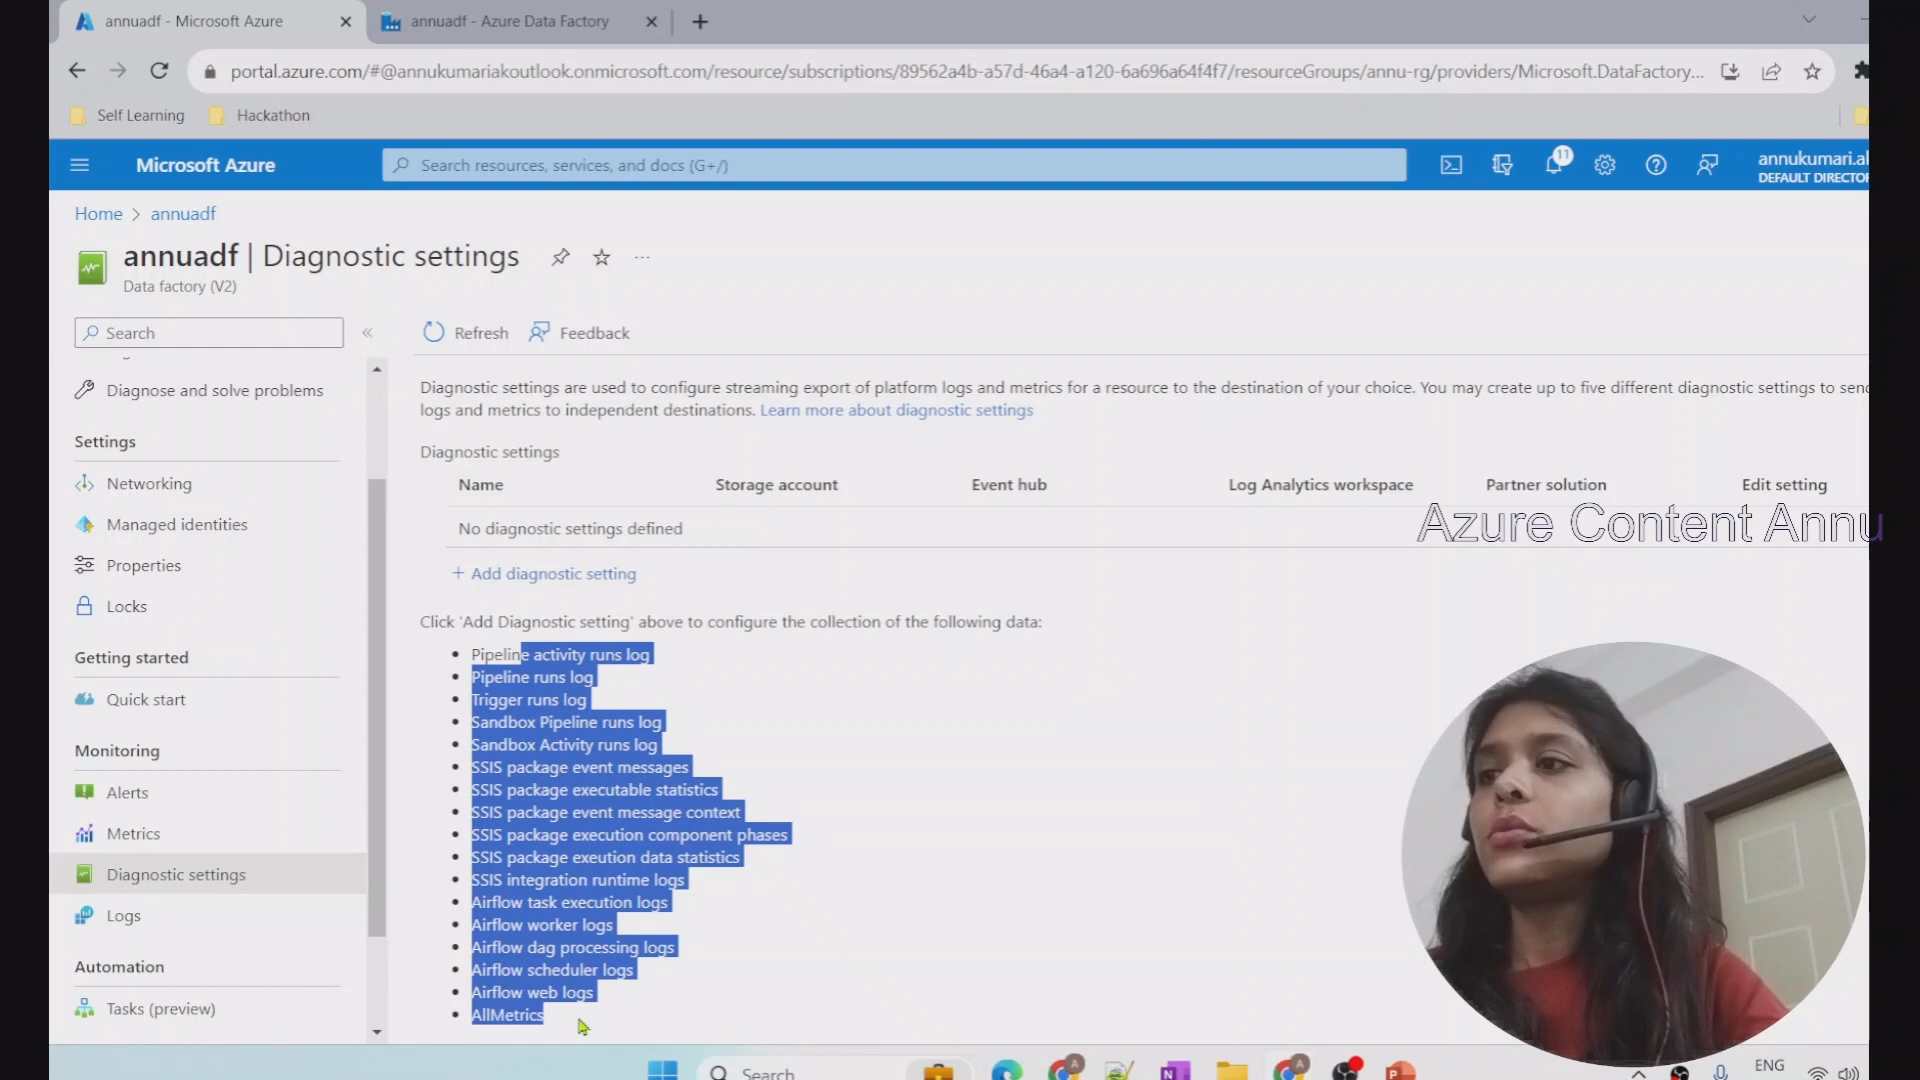 annuadf - Microsoft Azure
annuadf - Azure Data Factory
portal.azure.com/#@annukumariakoutlook.onmicrosoft.com/resource/subscriptions/89562a4b-a57d-46a4-a120-6a696a64f4f7/resourceGroups/annu-rg/providers/Microsoft.DataFactory...
Self Learning Hackathon
Microsoft Azure
Search resources, services, and docs (G+/)
11
annukumari.al
DEFAULT DIRECTOR
Home > annuadf
annuadf | Diagnostic settings
...
Data factory (V2)
Search
«
Refresh Feedback
Diagnose and solve problems
Settings
Networking
Managed identities
Properties
Locks
Getting started
Quick start
Monitoring
Alerts
Metrics
Diagnostic settings
Logs
Automation
Tasks (preview)
Diagnostic settings are used to configure streaming export of platform logs and metrics for a resource to the destination of your choice. You may create up to five different diagnostic settings to send
logs and metrics to independent destinations. Learn more about diagnostic settings
Diagnostic settings
Name Storage account Event hub Log Analytics workspace Partner solution Edit setting
No diagnostic settings defined
Azure Content Annu
+ Add diagnostic setting
Click 'Add Diagnostic setting' above to configure the collection of the following data:
• Pipeline activity runs log
• Pipeline runs log
• Trigger runs log
• Sandbox Pipeline runs log
• Sandbox Activity runs log
• SSIS package event messages
• SSIS package executable statistics
• SSIS package event message context
• SSIS package execution component phases
• SSIS package exeution data statistics
• SSIS integration runtime logs
• Airflow task execution logs
• Airflow worker logs
• Airflow dag processing logs
• Airflow scheduler logs
• Airflow web logs
• AllMetrics
Search
ENG